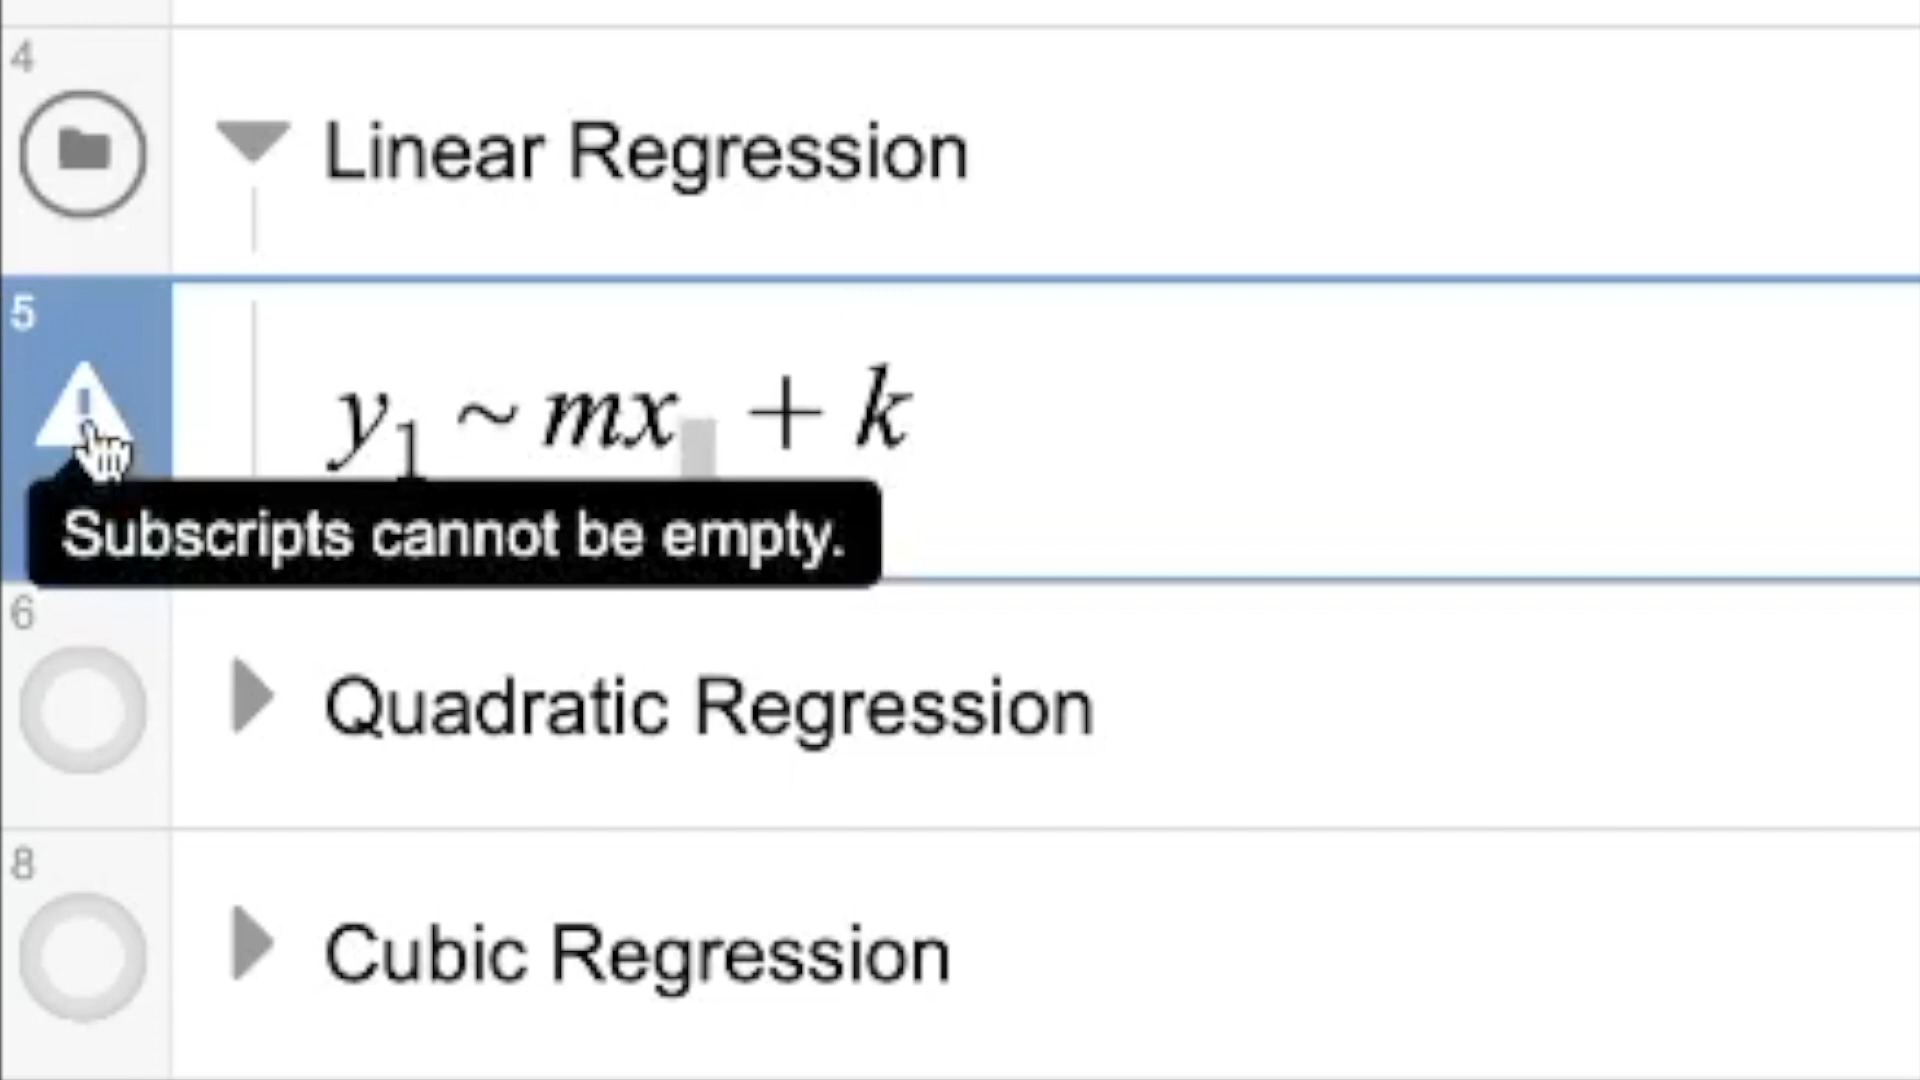 4
Linear Regression
5
y₁ ~ mx + k
Subscripts cannot be empty.
6
Quadratic Regression
8
Cubic Regression